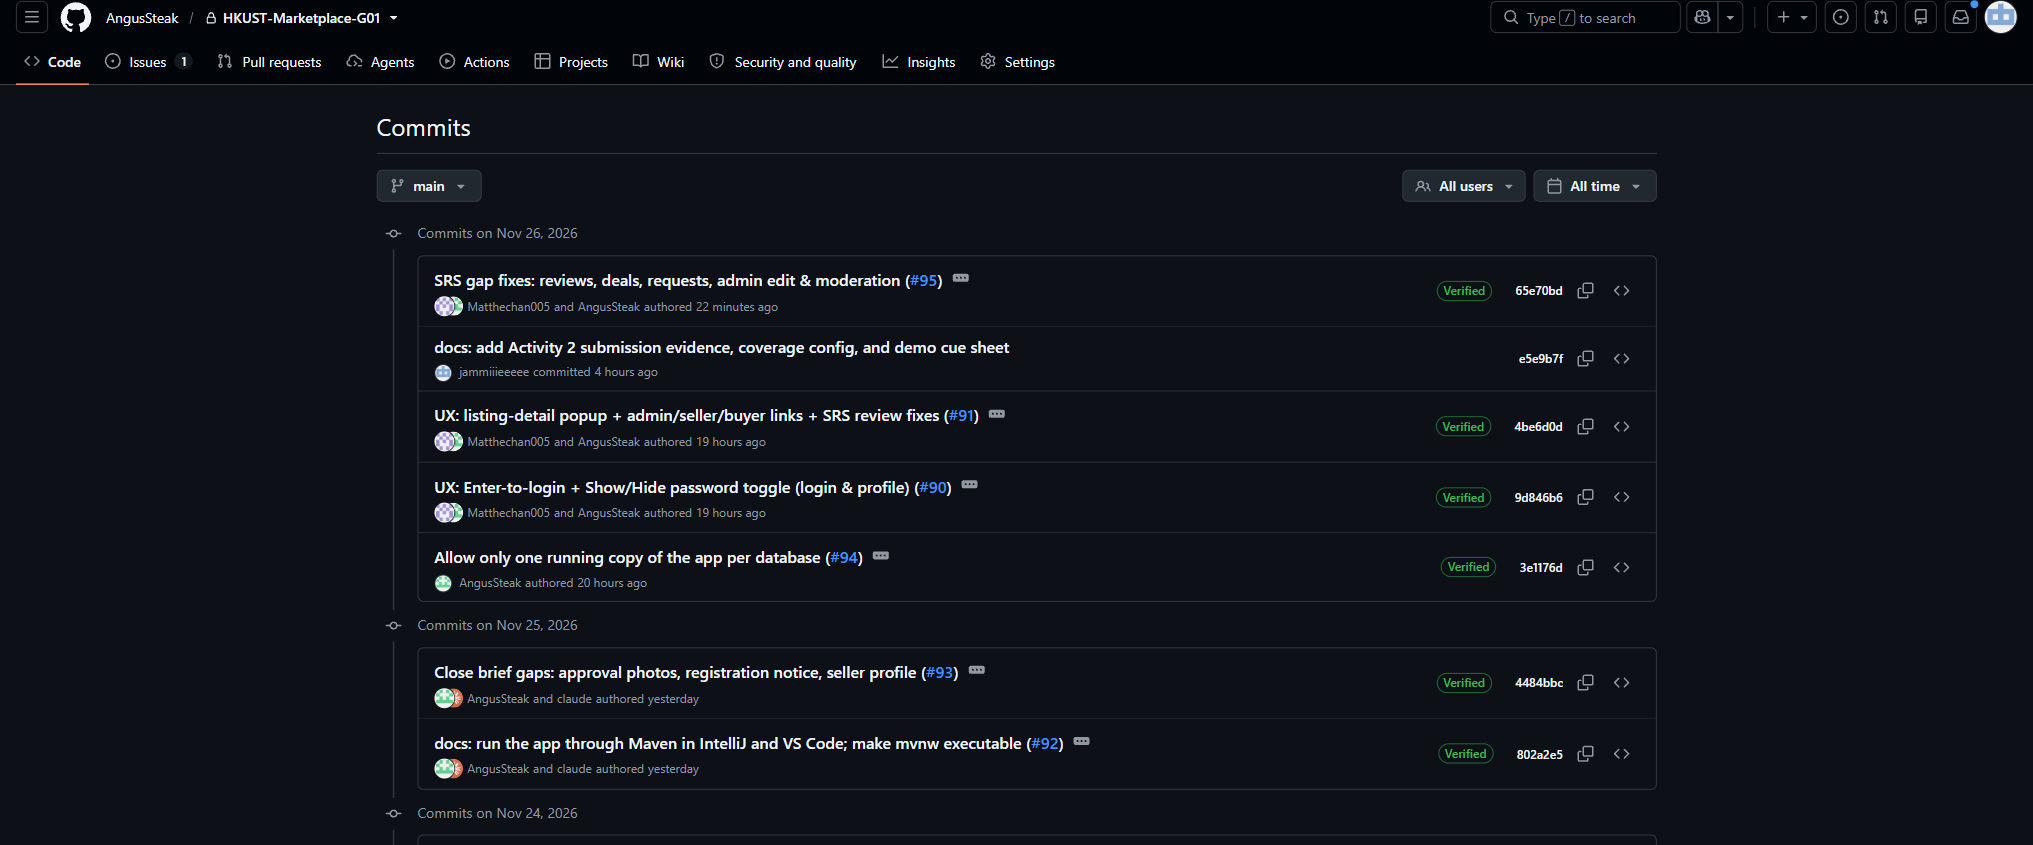 AngusSteak / HKUST-Marketplace-G01
Type / to search
Code
Issues 1
Pull requests
Agents
Actions
Projects
Wiki
Security and quality
Insights
Settings
Commits
main
All users
All time
Commits on Nov 26, 2026
SRS gap fixes: reviews, deals, requests, admin edit & moderation (#95)
Matthechan005 and AngusSteak authored 22 minutes ago
Verified
65e70bd
docs: add Activity 2 submission evidence, coverage config, and demo cue sheet
jammiiieeeee committed 4 hours ago
e5e9b7f
UX: listing-detail popup + admin/seller/buyer links + SRS review fixes (#91)
Matthechan005 and AngusSteak authored 19 hours ago
Verified
4be6d0d
UX: Enter-to-login + Show/Hide password toggle (login & profile) (#90)
Matthechan005 and AngusSteak authored 19 hours ago
Verified
9d846b6
Allow only one running copy of the app per database (#94)
AngusSteak authored 20 hours ago
Verified
3e1176d
Commits on Nov 25, 2026
Close brief gaps: approval photos, registration notice, seller profile (#93)
AngusSteak and claude authored yesterday
Verified
4484bbc
docs: run the app through Maven in IntelliJ and VS Code; make mvnw executable (#92)
AngusSteak and claude authored yesterday
Verified
802a2e5
Commits on Nov 24, 2026